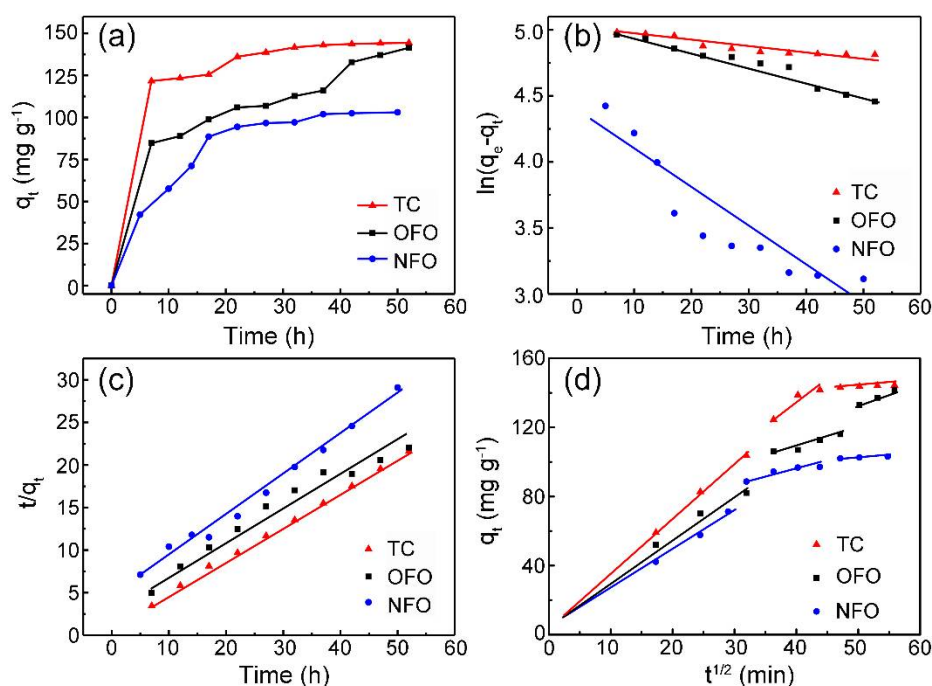 (a)
q_t (mg g⁻¹)
150
125
100
75
50
25
0
TC
OFO
NFO
0 10 20 30 40 50 60
Time (h)
(b)
ln(q_e-q_t)
5.0
4.5
4.0
3.5
3.0
TC
OFO
NFO
0 10 20 30 40 50 60
Time (h)
(c)
t/q_t
30
25
20
15
10
5
0
TC
OFO
NFO
0 10 20 30 40 50 60
Time (h)
(d)
q_t (mg g⁻¹)
160
120
80
40
0
TC
OFO
NFO
0 10 20 30 40 50 60
t^1/2 (min)